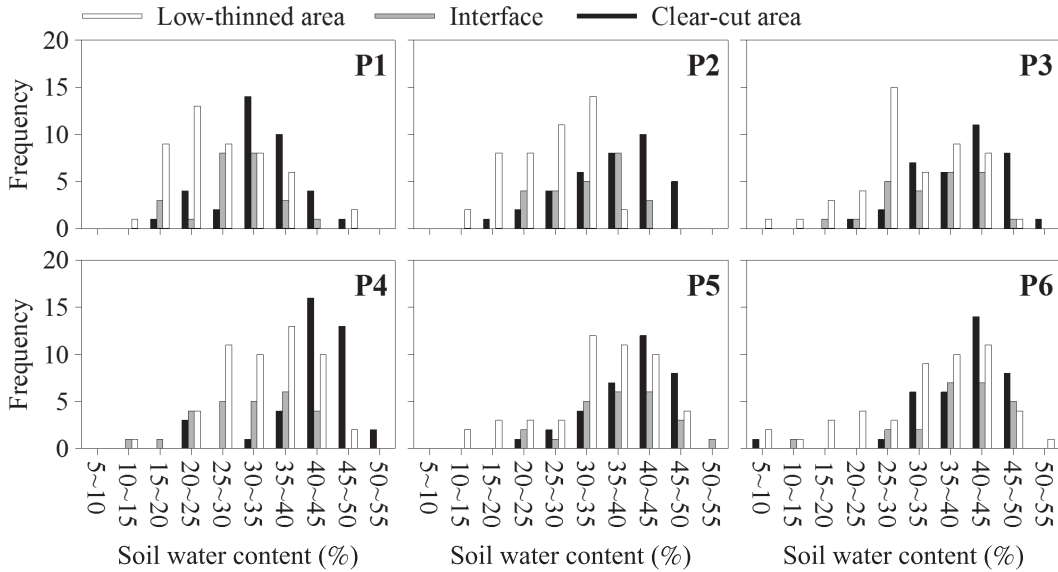 Low-thinned area Interface Clear-cut area
20 P1 P2 P3
15
Frequency
10
5
0
20 P4 P5 P6
15
Frequency
10
5
0
5~10 10~15 15~20 20~25 25~30 30~35 35~40 40~45 45~50 50~55 5~10 10~15 15~20 20~25 25~30 30~35 35~40 40~45 45~50 50~55 5~10 10~15 15~20 20~25 25~30 30~35 35~40 40~45 45~50 50~55
Soil water content (%) Soil water content (%) Soil water content (%)